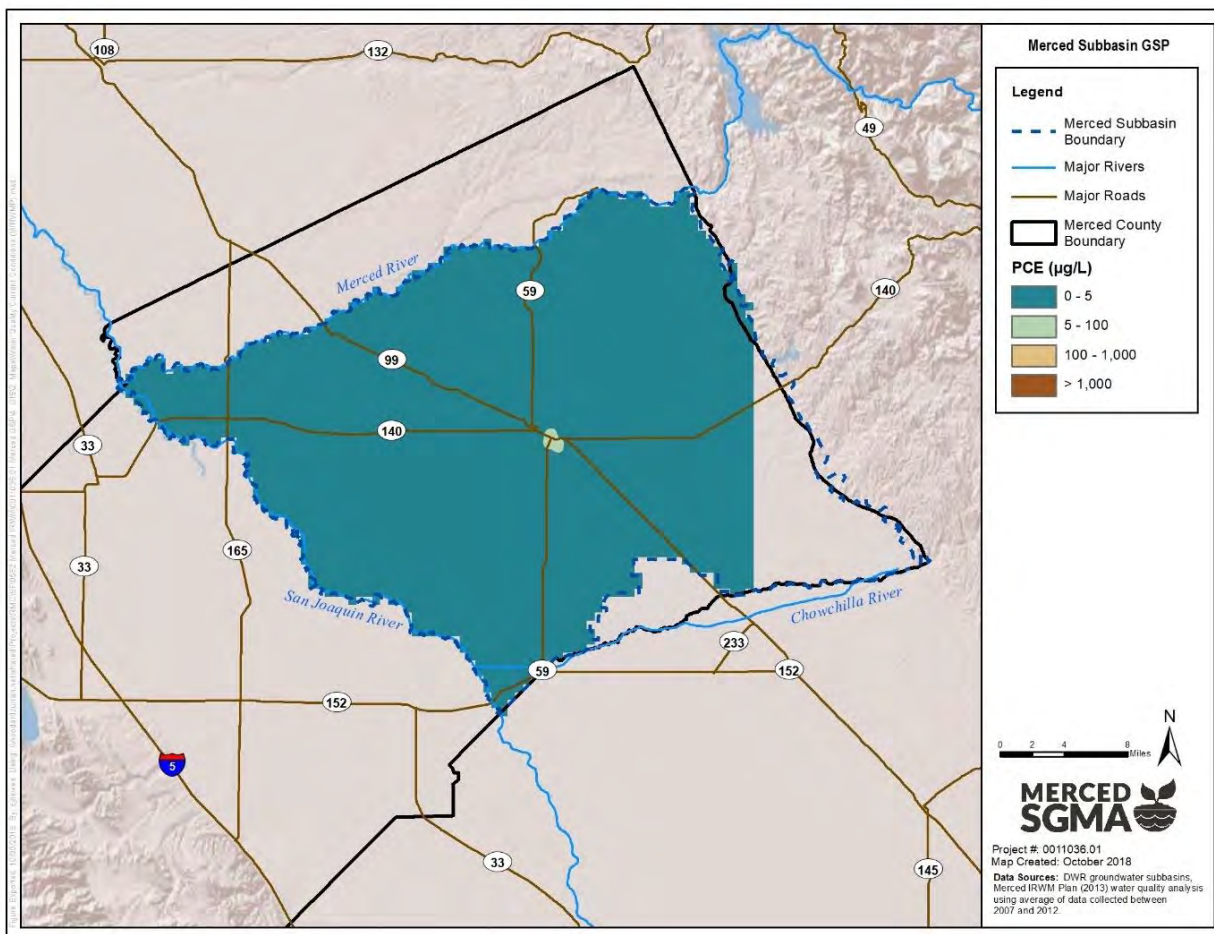 Merced Subbasin GSP
Legend
Merced Subbasin
Boundary
Major Rivers
Major Roads
Merced County
Boundary
PCE (µg/L)
0 - 5
5 - 100
100 - 1,000
> 1,000
108
132
49
Merced River
59
140
99
140
33
165
33
San Joaquin River
Chowchilla River
233
59
152
152
5
33
145
0 2 4 8
Miles
N
MERCED
SGMA
Project #: 0011036.01
Map Created: October 2018
Data Sources: DWR groundwater subbasins,
Merced IRWM Plan (2013) water quality analysis
using average of data collected between
2007 and 2012.